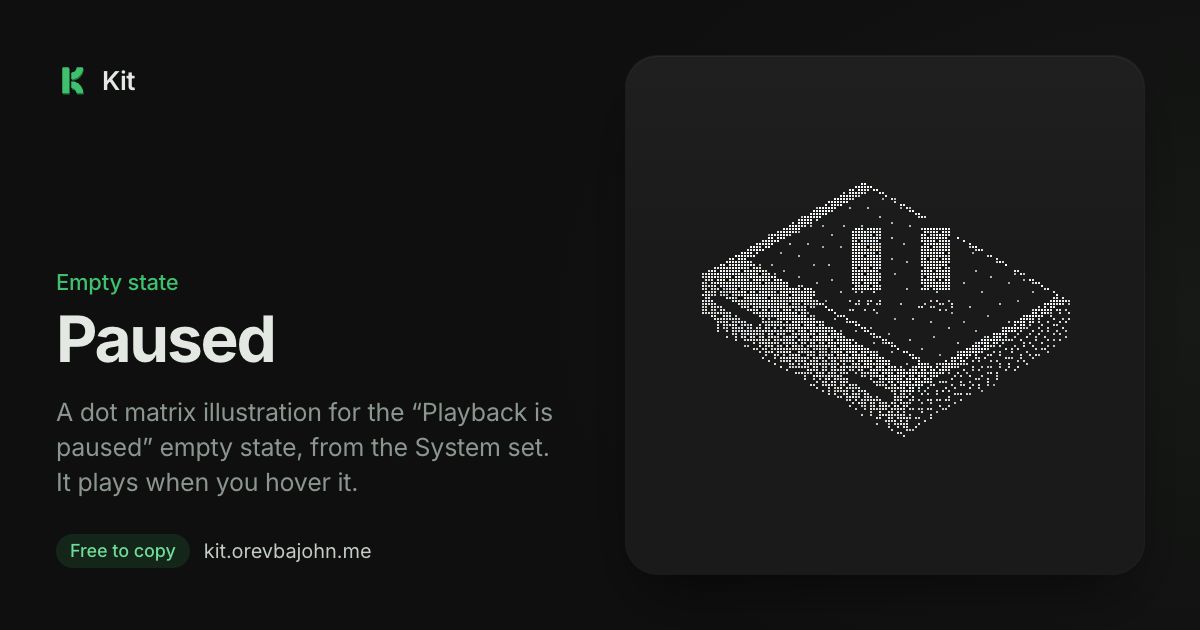 Kit
Empty state
Paused
A dot matrix illustration for the “Playback is
paused” empty state, from the System set.
It plays when you hover it.
Free to copy
kit.orevbajohn.me